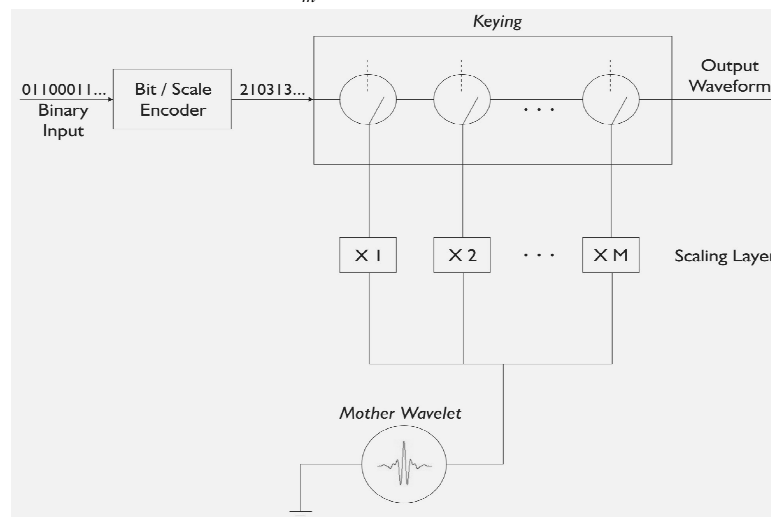 m
Keying
01100011...
Binary
Input
Bit / Scale
Encoder
210313...
. . .
Output
Waveform
X 1
X 2
. . .
X M
Scaling Layer
Mother Wavelet